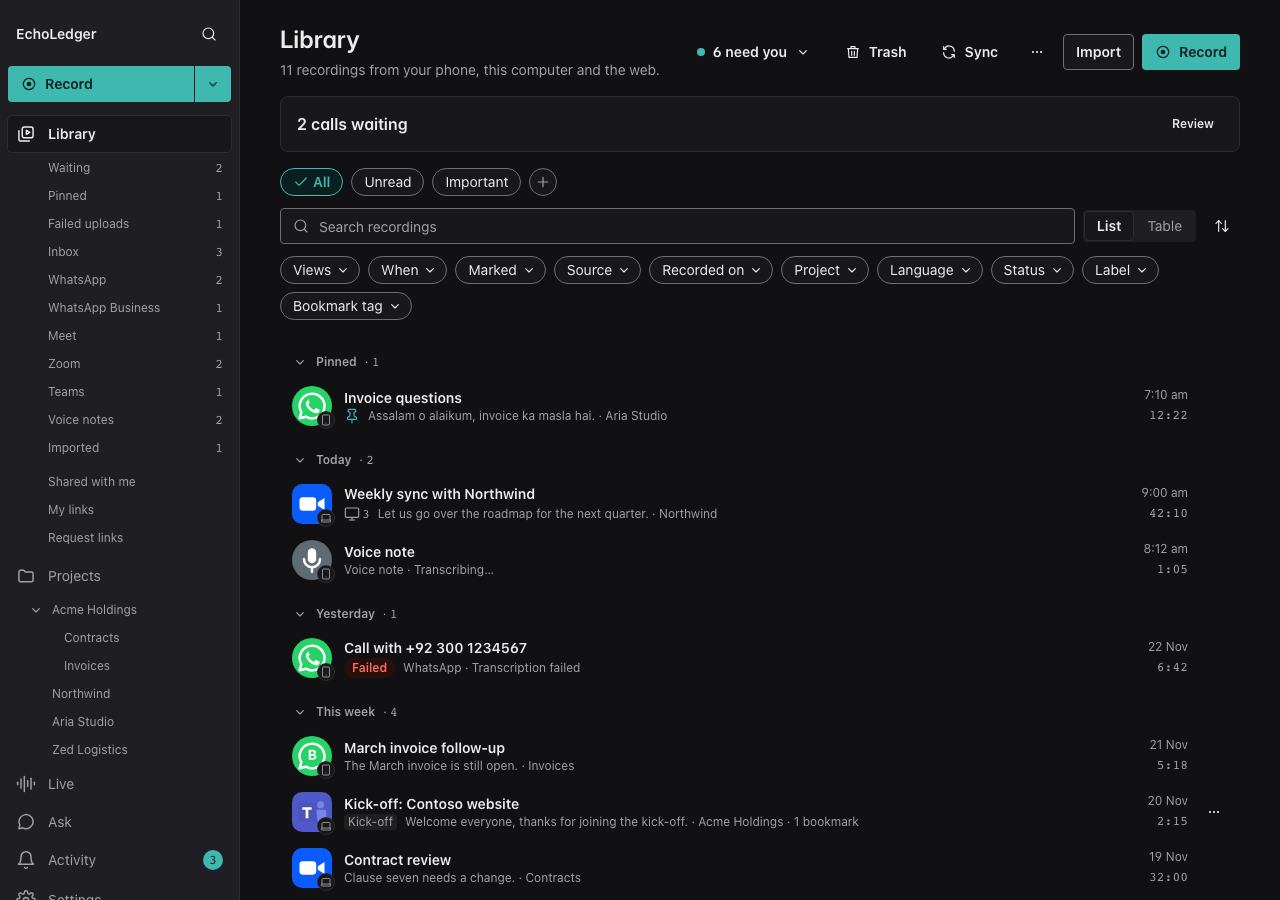 EchoLedger
Record
Library
Waiting 2
Pinned 1
Failed uploads 1
Inbox 3
WhatsApp 2
WhatsApp Business 1
Meet 1
Zoom 2
Teams 1
Voice notes 2
Imported 1
Shared with me
My links
Request links
Projects
Acme Holdings
Contracts
Invoices
Northwind
Aria Studio
Zed Logistics
Live
Ask
Activity 3
Settings
Library
11 recordings from your phone, this computer and the web.
6 need you Trash Sync ··· Import Record
2 calls waiting Review
All Unread Important +
Search recordings List Table
Views When Marked Source Recorded on Project Language Status Label
Bookmark tag
Pinned · 1
Invoice questions 7:10 am
Assalam o alaikum, invoice ka masla hai. · Aria Studio 12:22
Today · 2
Weekly sync with Northwind 9:00 am
3 Let us go over the roadmap for the next quarter. · Northwind 42:10
Voice note 8:12 am
Voice note · Transcribing... 1:05
Yesterday · 1
Call with +92 300 1234567 22 Nov
Failed WhatsApp · Transcription failed 6:42
This week · 4
B March invoice follow-up 21 Nov
The March invoice is still open. · Invoices 5:18
T Kick-off: Contoso website 20 Nov
Kick-off Welcome everyone, thanks for joining the kick-off. · Acme Holdings · 1 bookmark 2:15 ···
Contract review 19 Nov
Clause seven needs a change. · Contracts 32:00